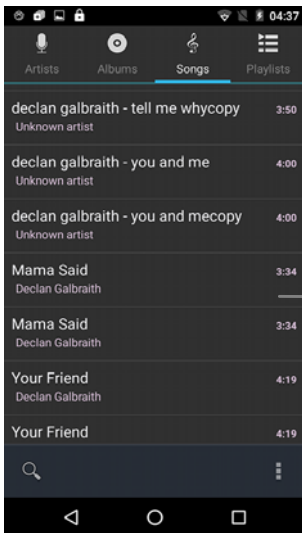 04:37
Artists Albums Songs Playlists
declan galbraith - tell me whycopy 3:50
Unknown artist
declan galbraith - you and me 4:00
Unknown artist
declan galbraith - you and mecopy 4:00
Unknown artist
Mama Said 3:34
Declan Galbraith
Mama Said 3:34
Declan Galbraith
Your Friend 4:19
Declan Galbraith
Your Friend 4:19